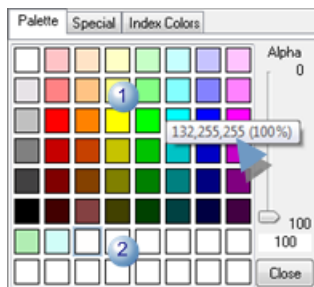 Palette Special Index Colors
Alpha
0
1
132,255,255 (100%)
100
2
100
Close